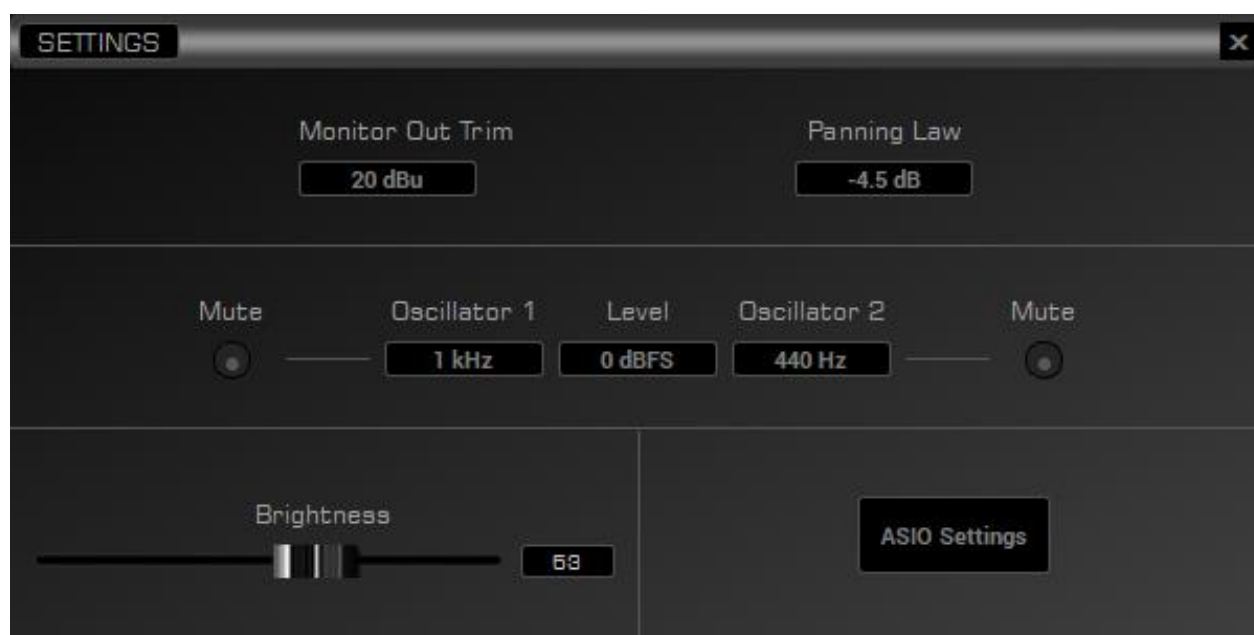 SETTINGS
x
Monitor Out Trim
Panning Law
20 dBu
-4.5 dB
Mute
Oscillator 1
Level
Oscillator 2
Mute
1 kHz
0 dBFS
440 Hz
Brightness
53
ASIO Settings